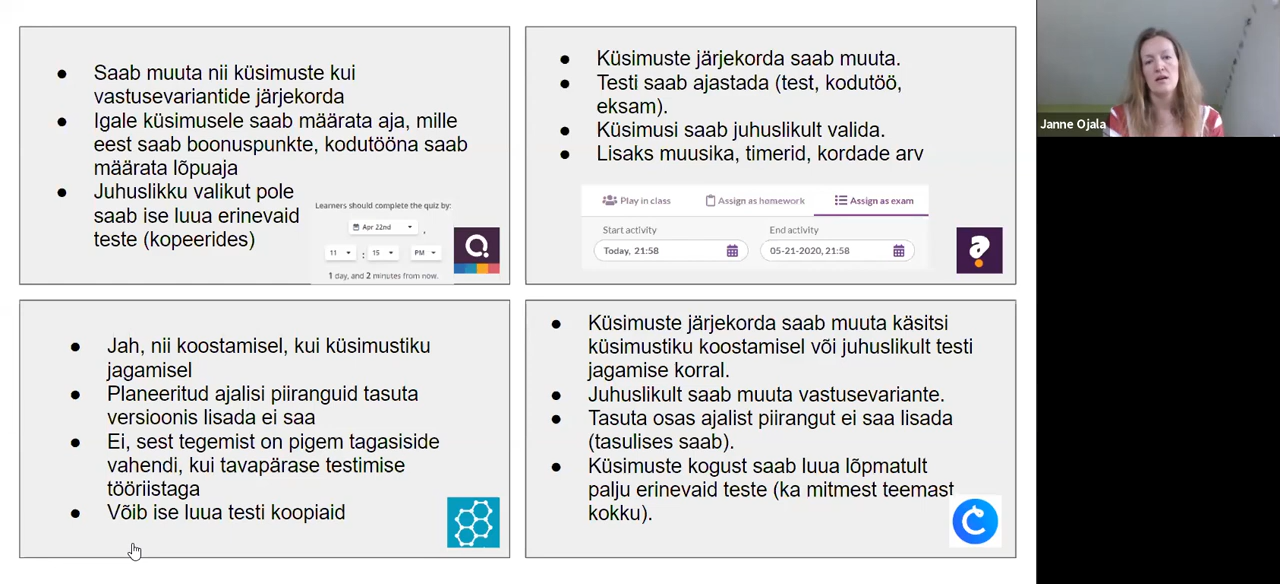 Saab muuta nii küsimuste kui
vastusevariantide järjekorda
Igale küsimusele saab määrata aja, mille
eest saab boonuspunkte, kodutööna saab
määrata lõpuaja
Juhuslikku valikut pole
saab ise luua erinevaid
teste (kopeerides)
Learners should complete the quiz by:
Apr 22nd ,
11 : 15 PM
1 day, and 2 minutes from now.
Küsimuste järjekorda saab muuta.
Testi saab ajastada (test, kodutöö,
eksam).
Küsimusi saab juhuslikult valida.
Lisaks muusika, timerid, kordade arv
Play in class Assign as homework Assign as exam
Start activity End activity
Today, 21:58 05-21-2020, 21:58
Jah, nii koostamisel, kui küsimustiku
jagamisel
Planeeritud ajalisi piiranguid tasuta
versioonis lisada ei saa
Ei, sest tegemist on pigem tagasiside
vahendi, kui tavapärase testimise
tööriistaga
Võib ise luua testi koopiaid
Küsimuste järjekorda saab muuta käsitsi
küsimustiku koostamisel või juhuslikult testi
jagamise korral.
Juhuslikult saab muuta vastusevariante.
Tasuta osas ajalist piirangut ei saa lisada
(tasulises saab).
Küsimuste kogust saab luua lõpmatult
palju erinevaid teste (ka mitmest teemast
kokku).
Janne Ojala